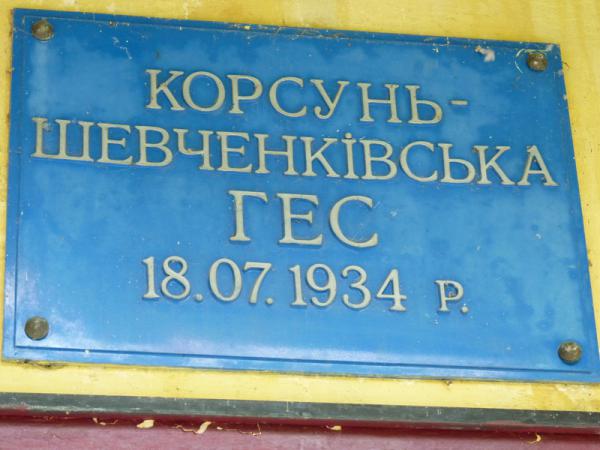 КОРСУНЬ-
ШЕВЧЕНКІВСЬКА
ГЕС
18.07.1934 р.